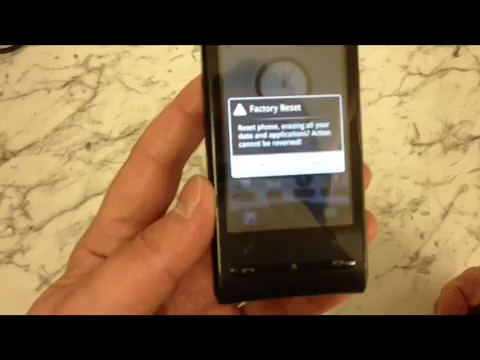 Factory Reset
Reset phone, erasing all your
data and applications? Action
cannot be reversed!